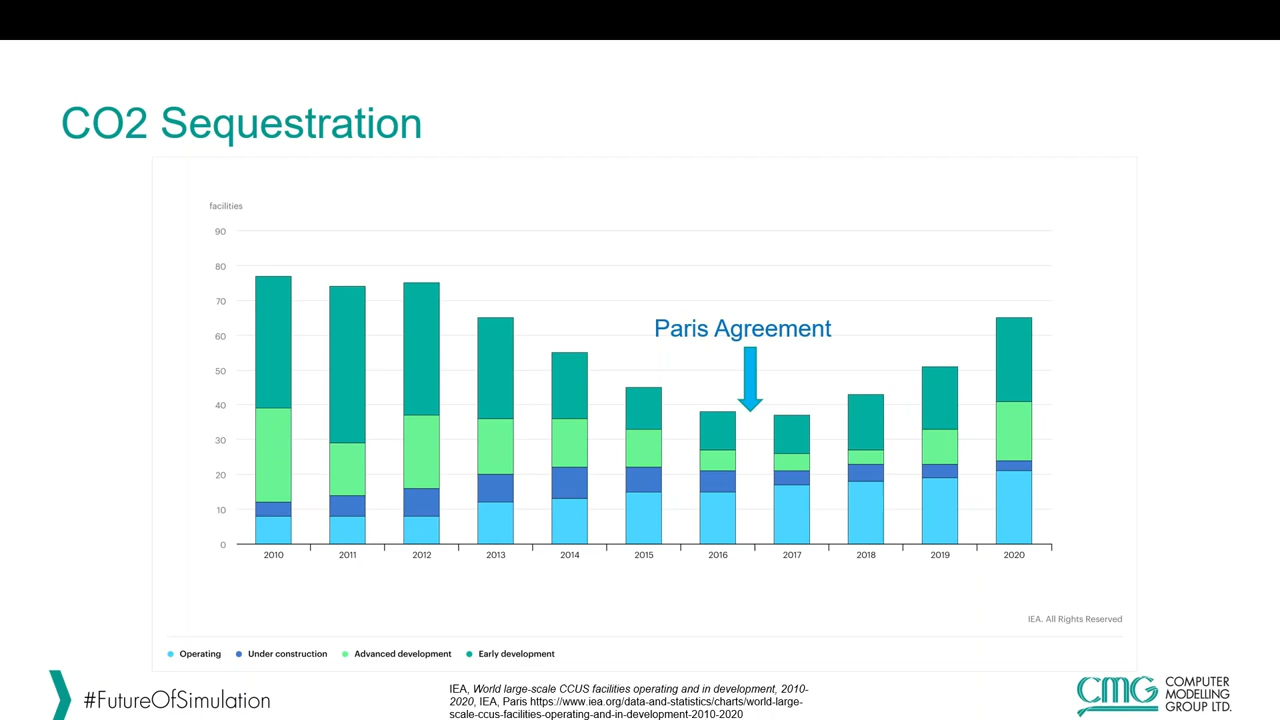 CO2 Sequestration
facilities
90
80
70
60
50
40
30
20
10
0
Paris Agreement
2010 2011 2012 2013 2014 2015 2016 2017 2018 2019 2020
IEA. All Rights Reserved
Operating Under construction Advanced development Early development
#FutureOfSimulation
IEA, World large-scale CCUS facilities operating and in development, 2010-
2020, IEA, Paris https://www.iea.org/data-and-statistics/charts/world-large-
scale-ccus-facilities-operating-and-in-development-2010-2020
CMG
COMPUTER
MODELLING
GROUP LTD.